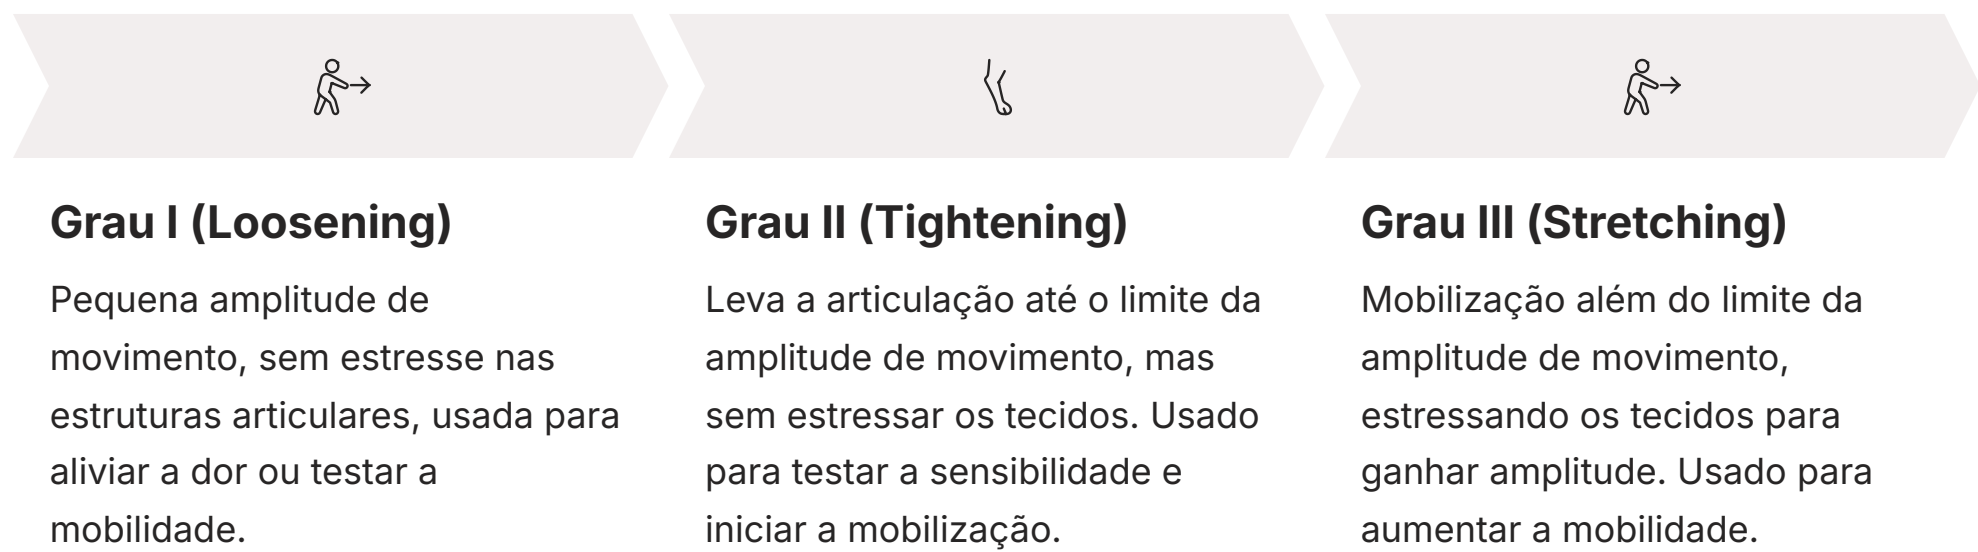 Grau I (Loosening)
Pequena amplitude de
movimento, sem estresse nas
estruturas articulares, usada para
aliviar a dor ou testar a
mobilidade.
Grau II (Tightening)
Leva a articulação até o limite da
amplitude de movimento, mas
sem estressar os tecidos. Usado
para testar a sensibilidade e
iniciar a mobilização.
Grau III (Stretching)
Mobilização além do limite da
amplitude de movimento,
estressando os tecidos para
ganhar amplitude. Usado para
aumentar a mobilidade.